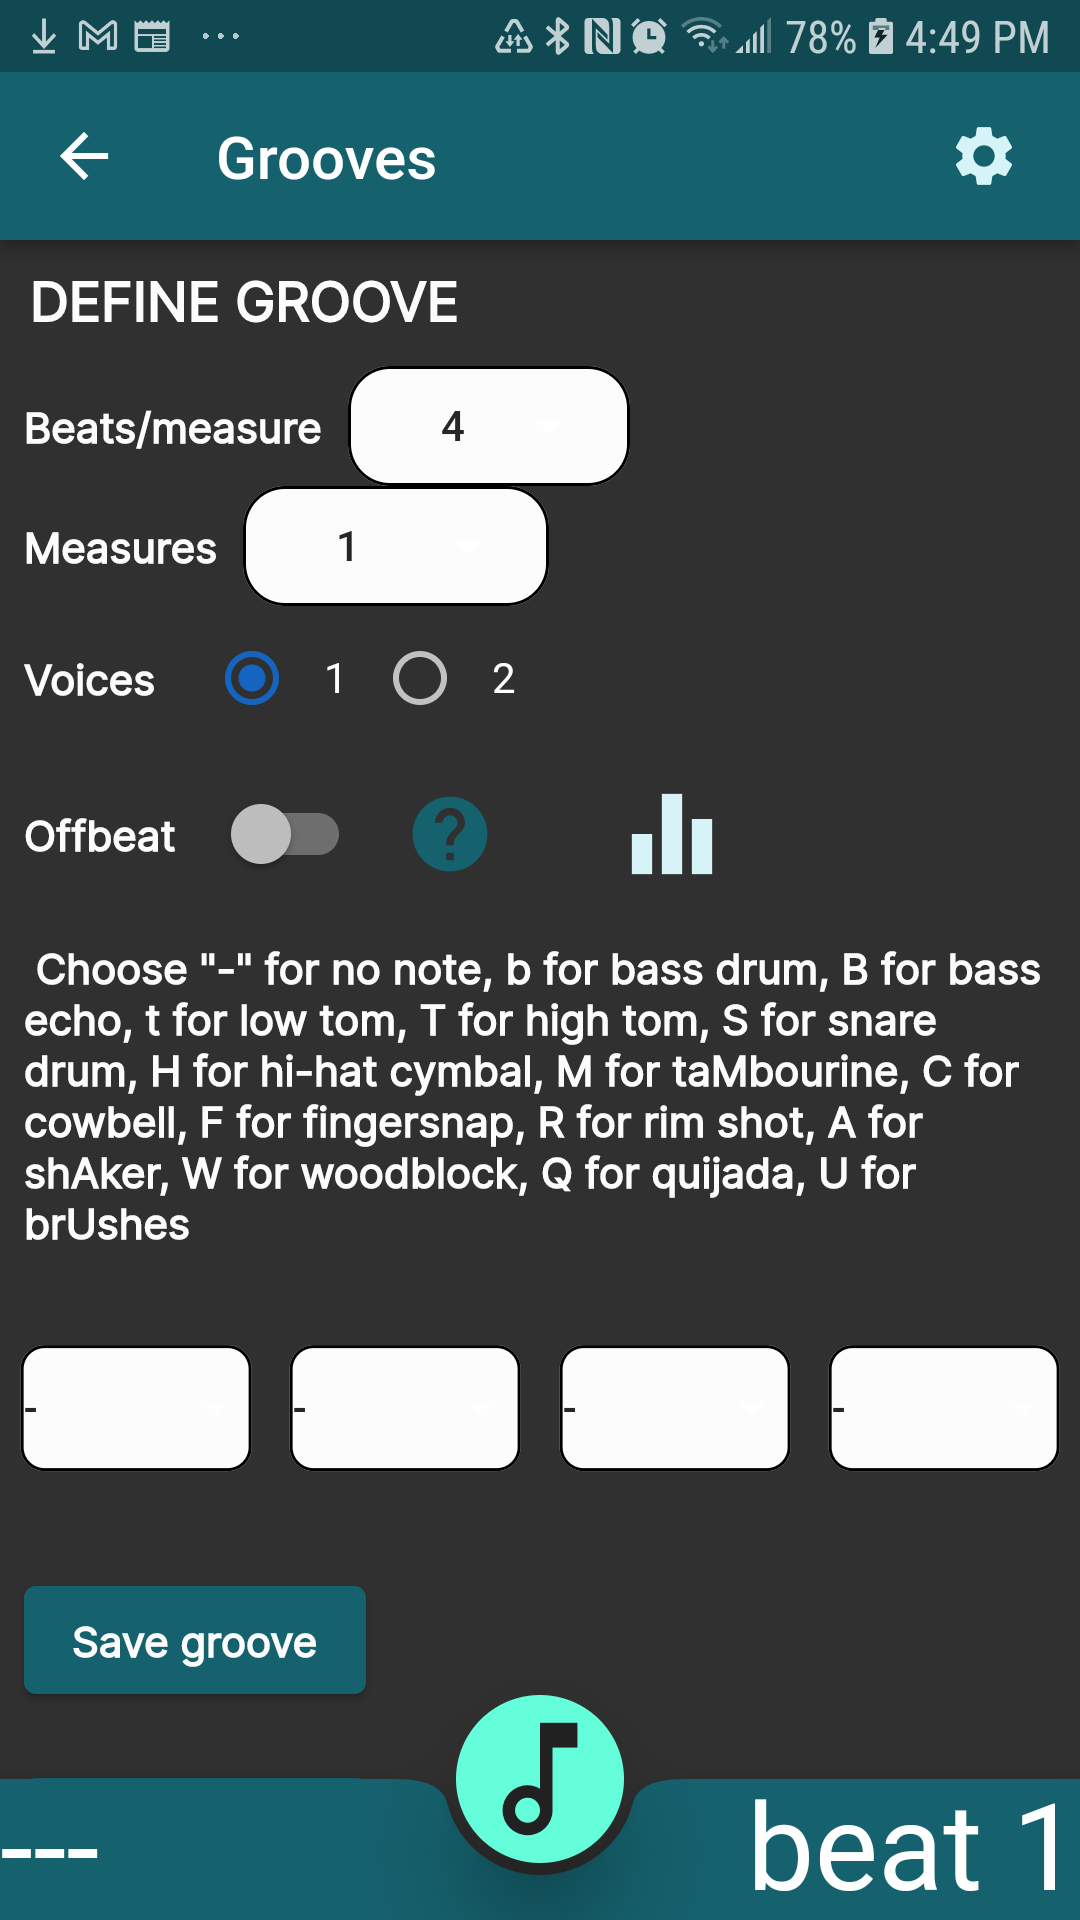 78% 4:49 PM
Grooves
DEFINE GROOVE
Beats/measure 4
Measures 1
Voices 1 2
Offbeat ?
Choose "-" for no note, b for bass drum, B for bass
echo, t for low tom, T for high tom, S for snare
drum, H for hi-hat cymbal, M for taMbourine, C for
cowbell, F for fingersnap, R for rim shot, A for
shAker, W for woodblock, Q for quijada, U for
brUshes
- - - -
Save groove
--- beat 1